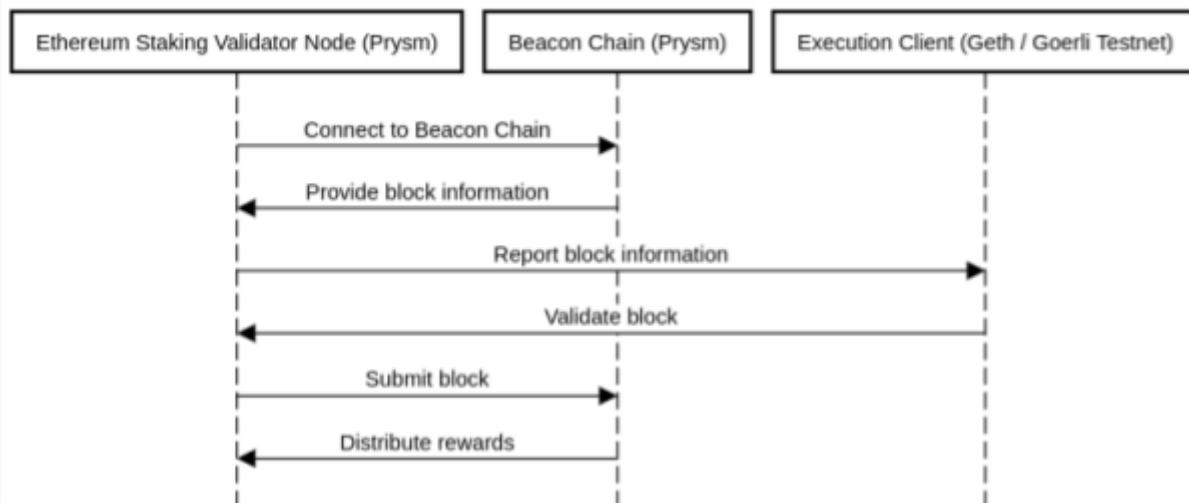 Ethereum Staking Validator Node (Prysm)
Beacon Chain (Prysm)
Execution Client (Geth / Goerli Testnet)
Connect to Beacon Chain
Provide block information
Report block information
Validate block
Submit block
Distribute rewards